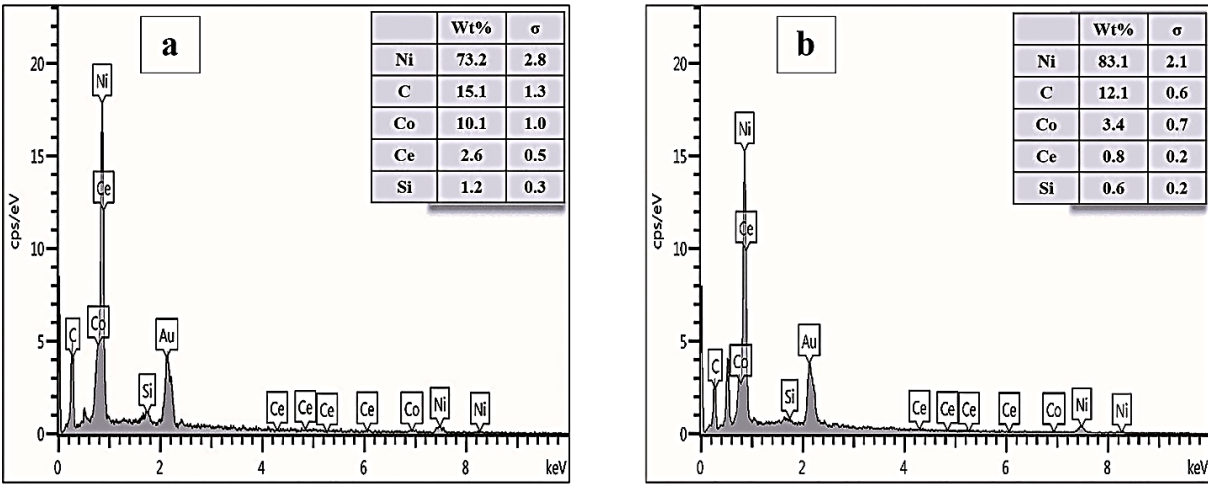 a
Wt% σ
Ni 73.2 2.8
C 15.1 1.3
Co 10.1 1.0
Ce 2.6 0.5
Si 1.2 0.3
cps/eV
20
15
10
5
0
Ni
Ce
Co
C
Au
Si
Ce Ce Ce Ce Co Ni Ni
0 2 4 6 8 keV
b
Wt% σ
Ni 83.1 2.1
C 12.1 0.6
Co 3.4 0.7
Ce 0.8 0.2
Si 0.6 0.2
cps/eV
20
15
10
5
0
Ni
Ce
Co
C
Au
Si
Ce Ce Ce Ce Co Ni Ni
0 2 4 6 8 keV